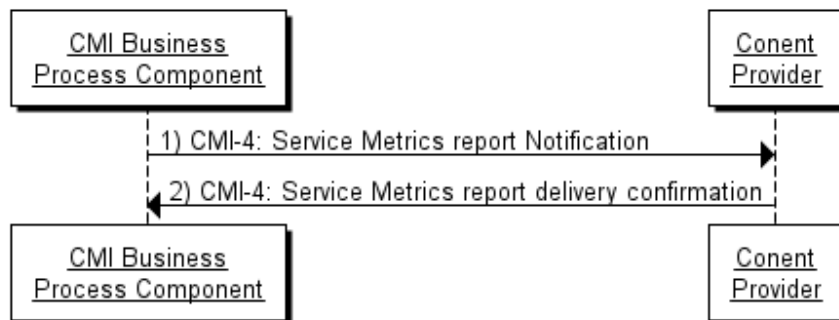 CMI Business
Process Component
Conent
Provider
1) CMI-4: Service Metrics report Notification
2) CMI-4: Service Metrics report delivery confirmation
CMI Business
Process Component
Conent
Provider